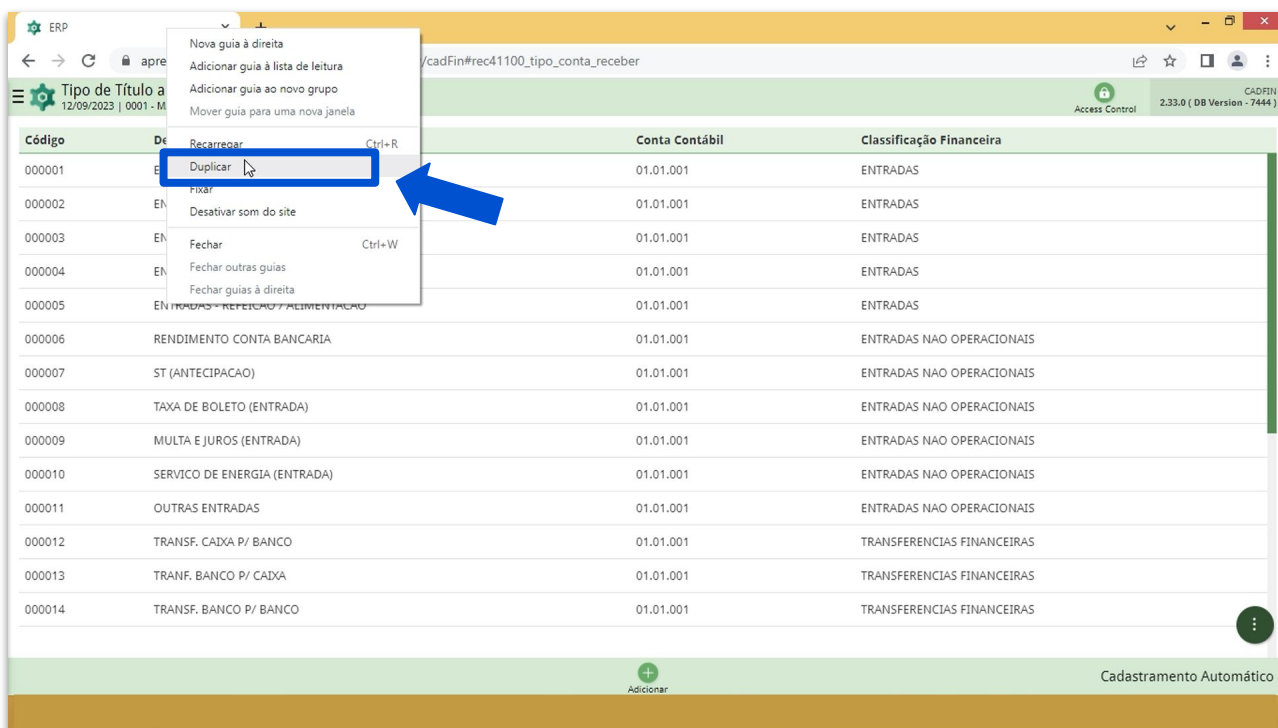 ERP
apre
/cadFin#rec41100_tipo_conta_receber
Nova guia à direita
Adicionar guia à lista de leitura
Adicionar guia ao novo grupo
Mover guia para uma nova janela
Recarregar Ctrl+R
Duplicar
Fixar
Desativar som do site
Fechar Ctrl+W
Fechar outras guias
Fechar guias à direita
Tipo de Título a
12/09/2023 | 0001 - M
Access Control
CADFIN
2.33.0 ( DB Version - 7444 )
Código De Conta Contábil Classificação Financeira
000001 E 01.01.001 ENTRADAS
000002 EN 01.01.001 ENTRADAS
000003 EN 01.01.001 ENTRADAS
000004 EN 01.01.001 ENTRADAS
000005 ENTRADAS - REFEICAO / ALIMENTACAO 01.01.001 ENTRADAS
000006 RENDIMENTO CONTA BANCARIA 01.01.001 ENTRADAS NAO OPERACIONAIS
000007 ST (ANTECIPACAO) 01.01.001 ENTRADAS NAO OPERACIONAIS
000008 TAXA DE BOLETO (ENTRADA) 01.01.001 ENTRADAS NAO OPERACIONAIS
000009 MULTA E JUROS (ENTRADA) 01.01.001 ENTRADAS NAO OPERACIONAIS
000010 SERVICO DE ENERGIA (ENTRADA) 01.01.001 ENTRADAS NAO OPERACIONAIS
000011 OUTRAS ENTRADAS 01.01.001 ENTRADAS NAO OPERACIONAIS
000012 TRANSF. CAIXA P/ BANCO 01.01.001 TRANSFERENCIAS FINANCEIRAS
000013 TRANF. BANCO P/ CAIXA 01.01.001 TRANSFERENCIAS FINANCEIRAS
000014 TRANSF. BANCO P/ BANCO 01.01.001 TRANSFERENCIAS FINANCEIRAS
Adicionar
Cadastramento Automático